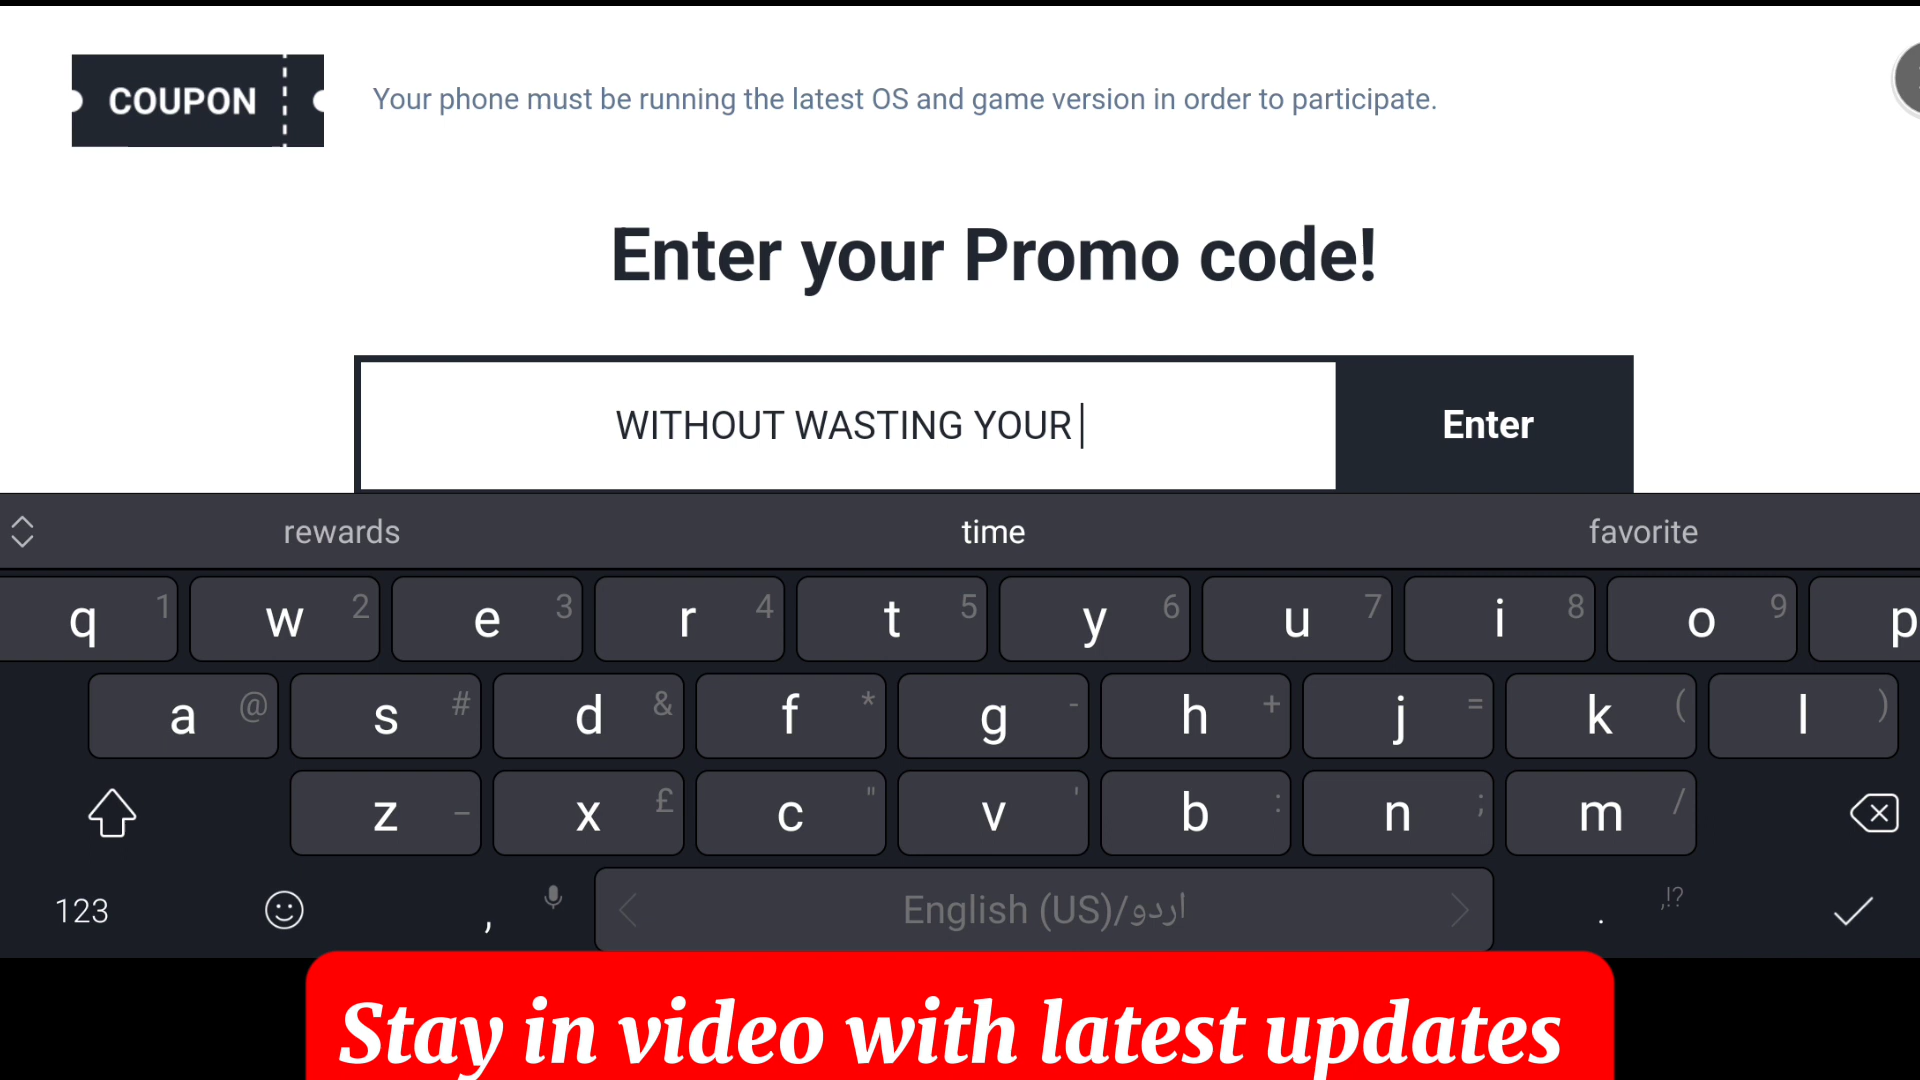 COUPON
Your phone must be running the latest OS and game version in order to participate.
Enter your Promo code!
WITHOUT WASTING YOUR
Enter
rewards time favorite
q 1 w 2 e 3 r 4 t 5 y 6 u 7 i 8 o 9 p
a @ s # d & f * g - h + j = k ( l )
z _ x £ c " v ' b : n ; m /
123 , English (US)/اردو . ,!?
Stay in video with latest updates